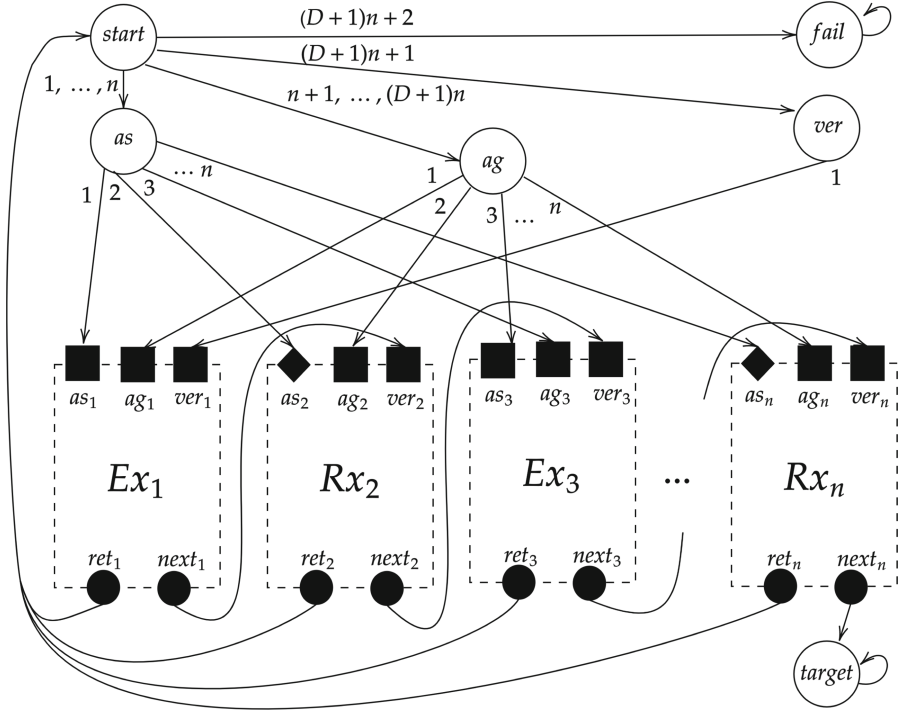 start
(D + 1)n + 2
fail
(D + 1)n + 1
1, ..., n
n + 1, ..., (D + 1)n
ver
as
ag
... n
1
2
3
1
2
3 ... n
1
as₁ ag₁ ver₁
as₂ ag₂ ver₂
as₃ ag₃ ver₃
asₙ agₙ verₙ
Ex₁
Rx₂
Ex₃
...
Rxₙ
ret₁ next₁
ret₂ next₂
ret₃ next₃
retₙ nextₙ
target